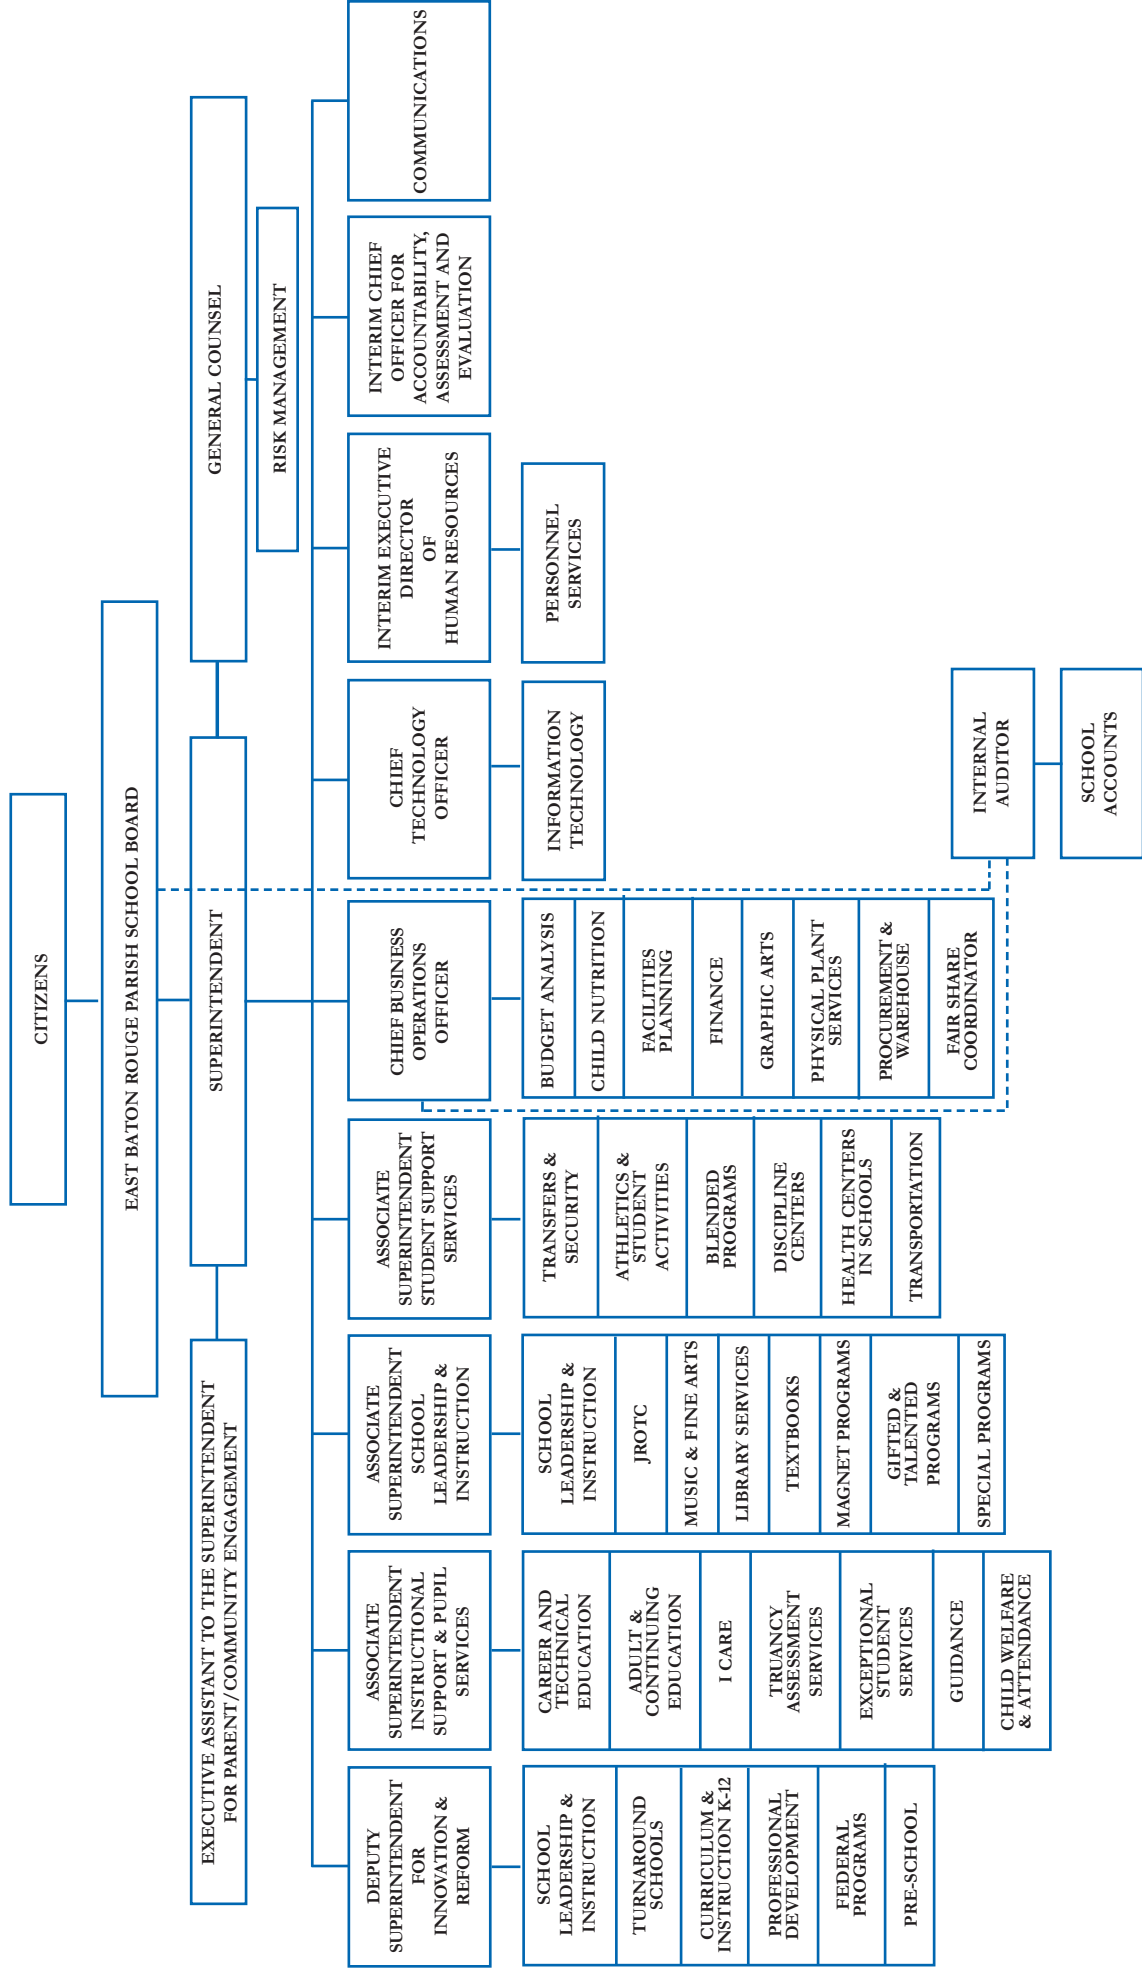 CITIZENS
EAST BATON ROUGE PARISH SCHOOL BOARD
EXECUTIVE ASSISTANT TO THE SUPERINTENDENT
FOR PARENT/COMMUNITY ENGAGEMENT
SUPERINTENDENT
GENERAL COUNSEL
RISK MANAGEMENT
DEPUTY
SUPERINTENDENT
FOR
INNOVATION &
REFORM
SCHOOL
LEADERSHIP &
INSTRUCTION
TURNAROUND
SCHOOLS
CURRICULUM &
INSTRUCTION K-12
PROFESSIONAL
DEVELOPMENT
FEDERAL
PROGRAMS
PRE-SCHOOL
ASSOCIATE
SUPERINTENDENT
INSTRUCTIONAL
SUPPORT & PUPIL
SERVICES
CAREER AND
TECHNICAL
EDUCATION
ADULT &
CONTINUING
EDUCATION
I CARE
TRUANCY
ASSESSMENT
SERVICES
EXCEPTIONAL
STUDENT
SERVICES
GUIDANCE
CHILD WELFARE
& ATTENDANCE
ASSOCIATE
SUPERINTENDENT
SCHOOL
LEADERSHIP &
INSTRUCTION
SCHOOL
LEADERSHIP &
INSTRUCTION
JROTC
MUSIC & FINE ARTS
LIBRARY SERVICES
TEXTBOOKS
MAGNET PROGRAMS
GIFTED &
TALENTED
PROGRAMS
SPECIAL PROGRAMS
ASSOCIATE
SUPERINTENDENT
STUDENT SUPPORT
SERVICES
TRANSFERS &
SECURITY
ATHLETICS &
STUDENT
ACTIVITIES
BLENDED
PROGRAMS
DISCIPLINE
CENTERS
HEALTH CENTERS
IN SCHOOLS
TRANSPORTATION
CHIEF BUSINESS
OPERATIONS
OFFICER
BUDGET ANALYSIS
CHILD NUTRITION
FACILITIES
PLANNING
FINANCE
GRAPHIC ARTS
PHYSICAL PLANT
SERVICES
PROCUREMENT &
WAREHOUSE
FAIR SHARE
COORDINATOR
CHIEF
TECHNOLOGY
OFFICER
INFORMATION
TECHNOLOGY
INTERIM EXECUTIVE
DIRECTOR
OF
HUMAN RESOURCES
PERSONNEL
SERVICES
INTERIM CHIEF
OFFICER FOR
ACCOUNTABILITY,
ASSESSMENT AND
EVALUATION
COMMUNICATIONS
INTERNAL
AUDITOR
SCHOOL
ACCOUNTS